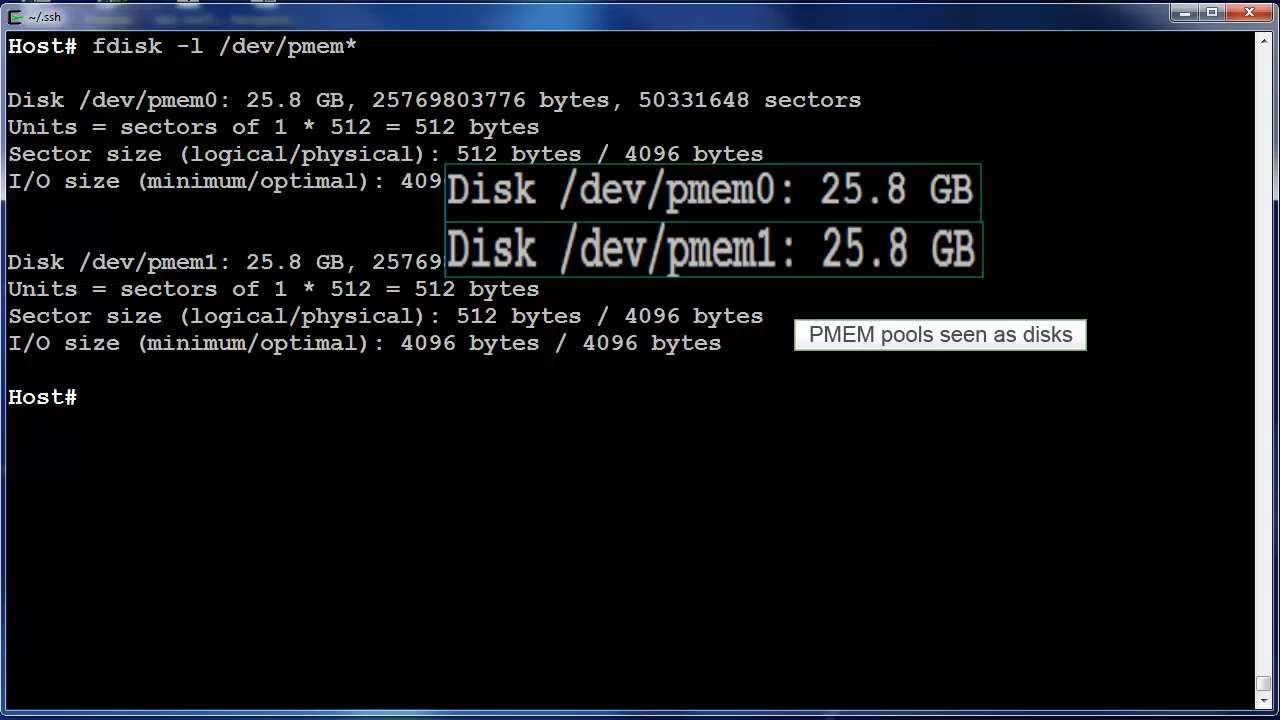 ~/.ssh
Host# fdisk -l /dev/pmem*
Disk /dev/pmem0: 25.8 GB, 25769803776 bytes, 50331648 sectors
Units = sectors of 1 * 512 = 512 bytes
Sector size (logical/physical): 512 bytes / 4096 bytes
I/O size (minimum/optimal): 409
Disk /dev/pmem0: 25.8 GB
Disk /dev/pmem1: 25.8 GB
Disk /dev/pmem1: 25.8 GB, 25769
Units = sectors of 1 * 512 = 512 bytes
Sector size (logical/physical): 512 bytes / 4096 bytes
I/O size (minimum/optimal): 4096 bytes / 4096 bytes
PMEM pools seen as disks
Host#